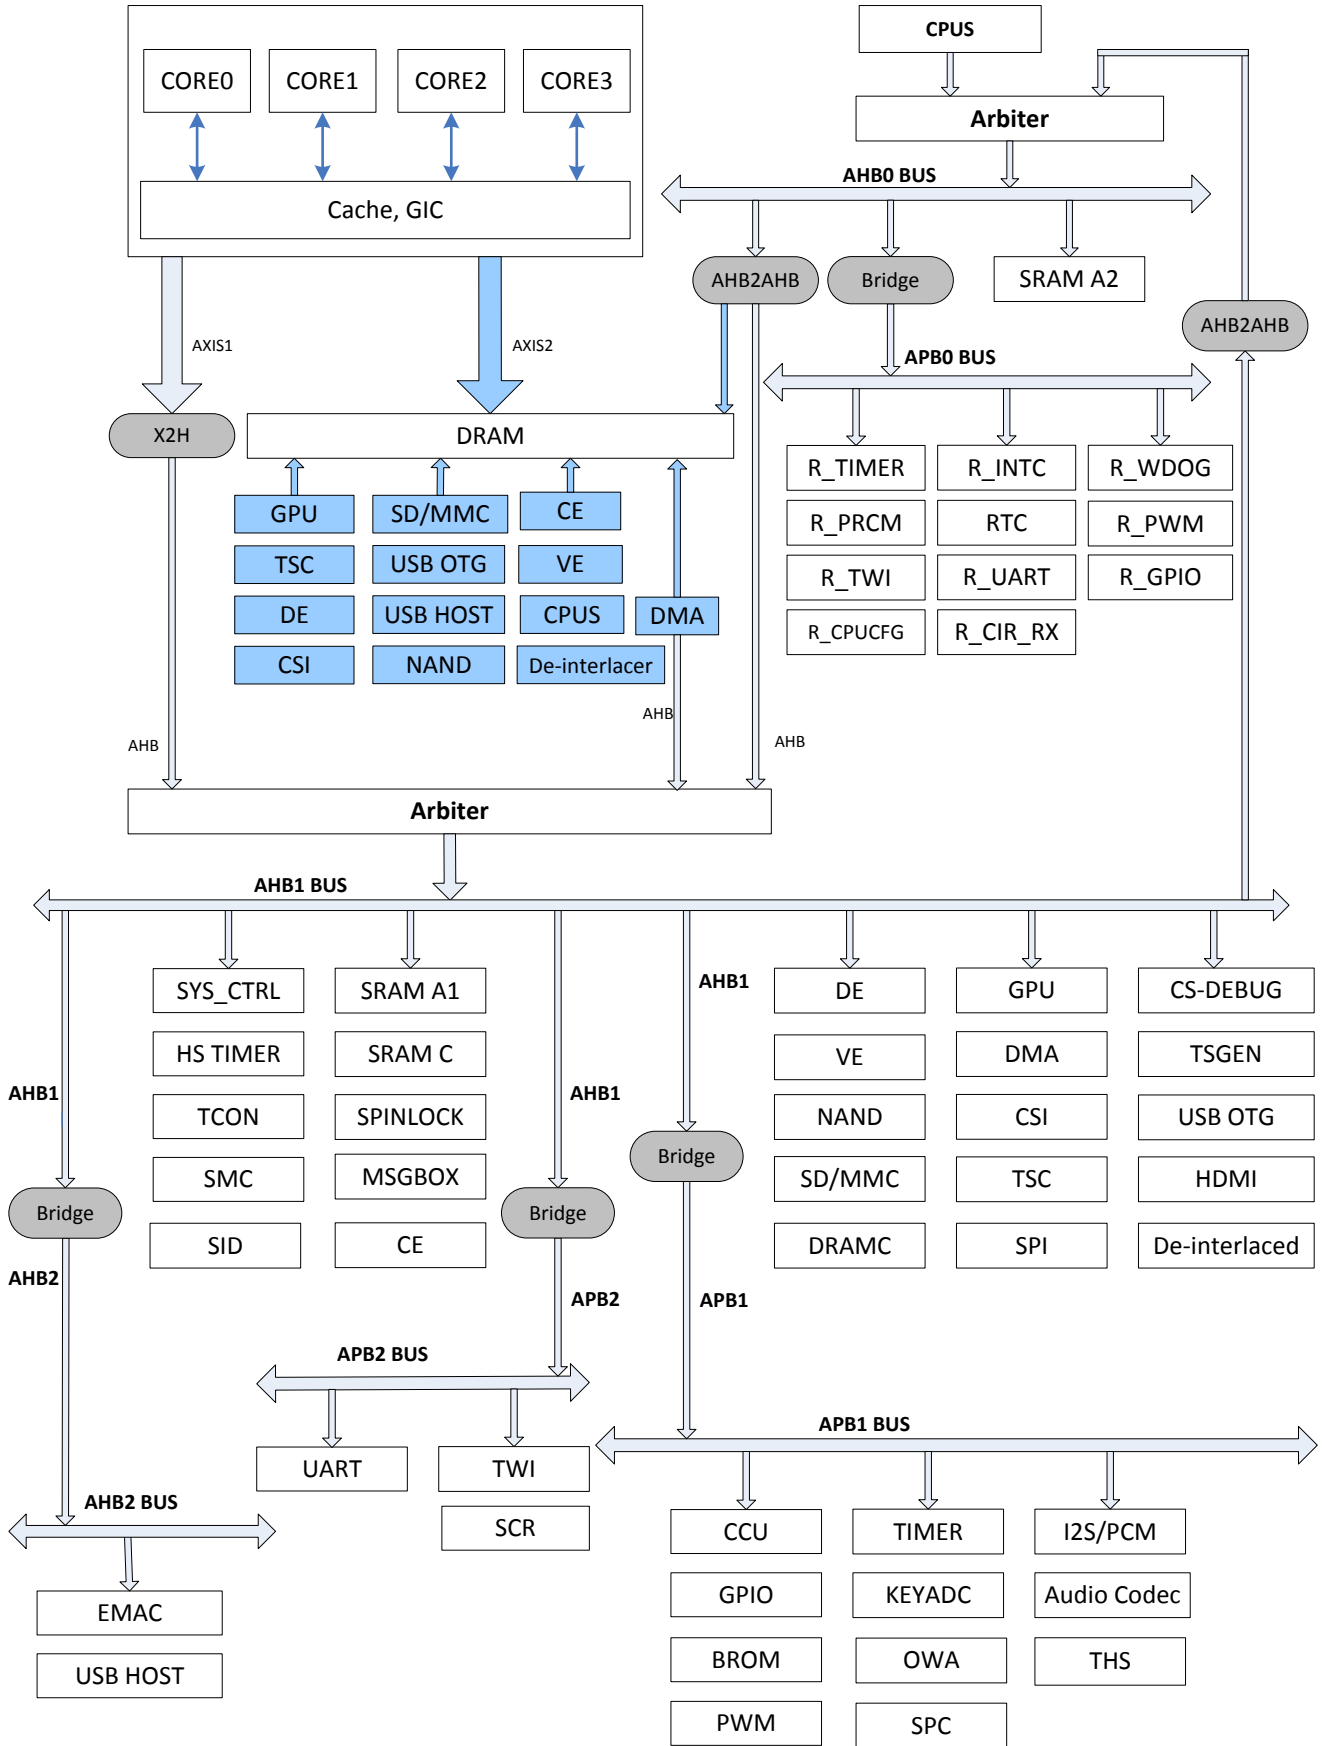 CPUS
CORE0 CORE1 CORE2 CORE3
Arbiter
AHB0 BUS
Cache, GIC
AHB2AHB Bridge SRAM A2
AHB2AHB
AXIS1 AXIS2
APB0 BUS
X2H DRAM
R_TIMER R_INTC R_WDOG
GPU SD/MMC CE
R_PRCM RTC R_PWM
TSC USB OTG VE
R_TWI R_UART R_GPIO
DE USB HOST CPUS DMA
R_CPUCFG R_CIR_RX
CSI NAND De-interlacer
AHB
AHB AHB
Arbiter
AHB1 BUS
SYS_CTRL SRAM A1 AHB1 DE GPU CS-DEBUG
HS TIMER SRAM C VE DMA TSGEN
AHB1 AHB1
TCON SPINLOCK NAND CSI USB OTG
Bridge
SMC MSGBOX SD/MMC TSC HDMI
Bridge Bridge
SID CE DRAMC SPI De-interlaced
AHB2 APB2 APB1
APB2 BUS
APB1 BUS
UART TWI
AHB2 BUS
SCR CCU TIMER I2S/PCM
EMAC GPIO KEYADC Audio Codec
USB HOST BROM OWA THS
PWM SPC